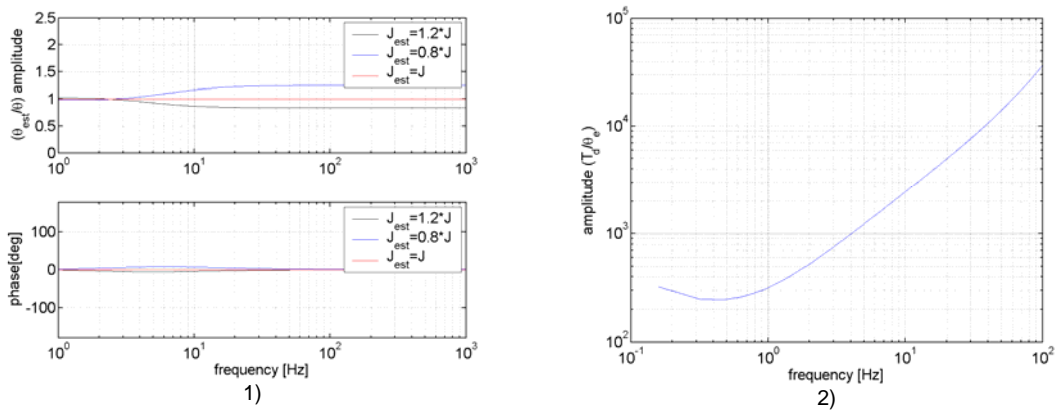 2.5
2
1.5
1
0.5
0
(θest/θ) amplitude
Jest=1.2*J
Jest=0.8*J
Jest=J
10^0
10^1
10^2
10^3
100
0
-100
phase[deg]
Jest=1.2*J
Jest=0.8*J
Jest=J
10^0
10^1
10^2
10^3
frequency [Hz]
1)
10^5
10^4
10^3
10^2
amplitude (Td/θe)
10^-1
10^0
10^1
10^2
frequency [Hz]
2)